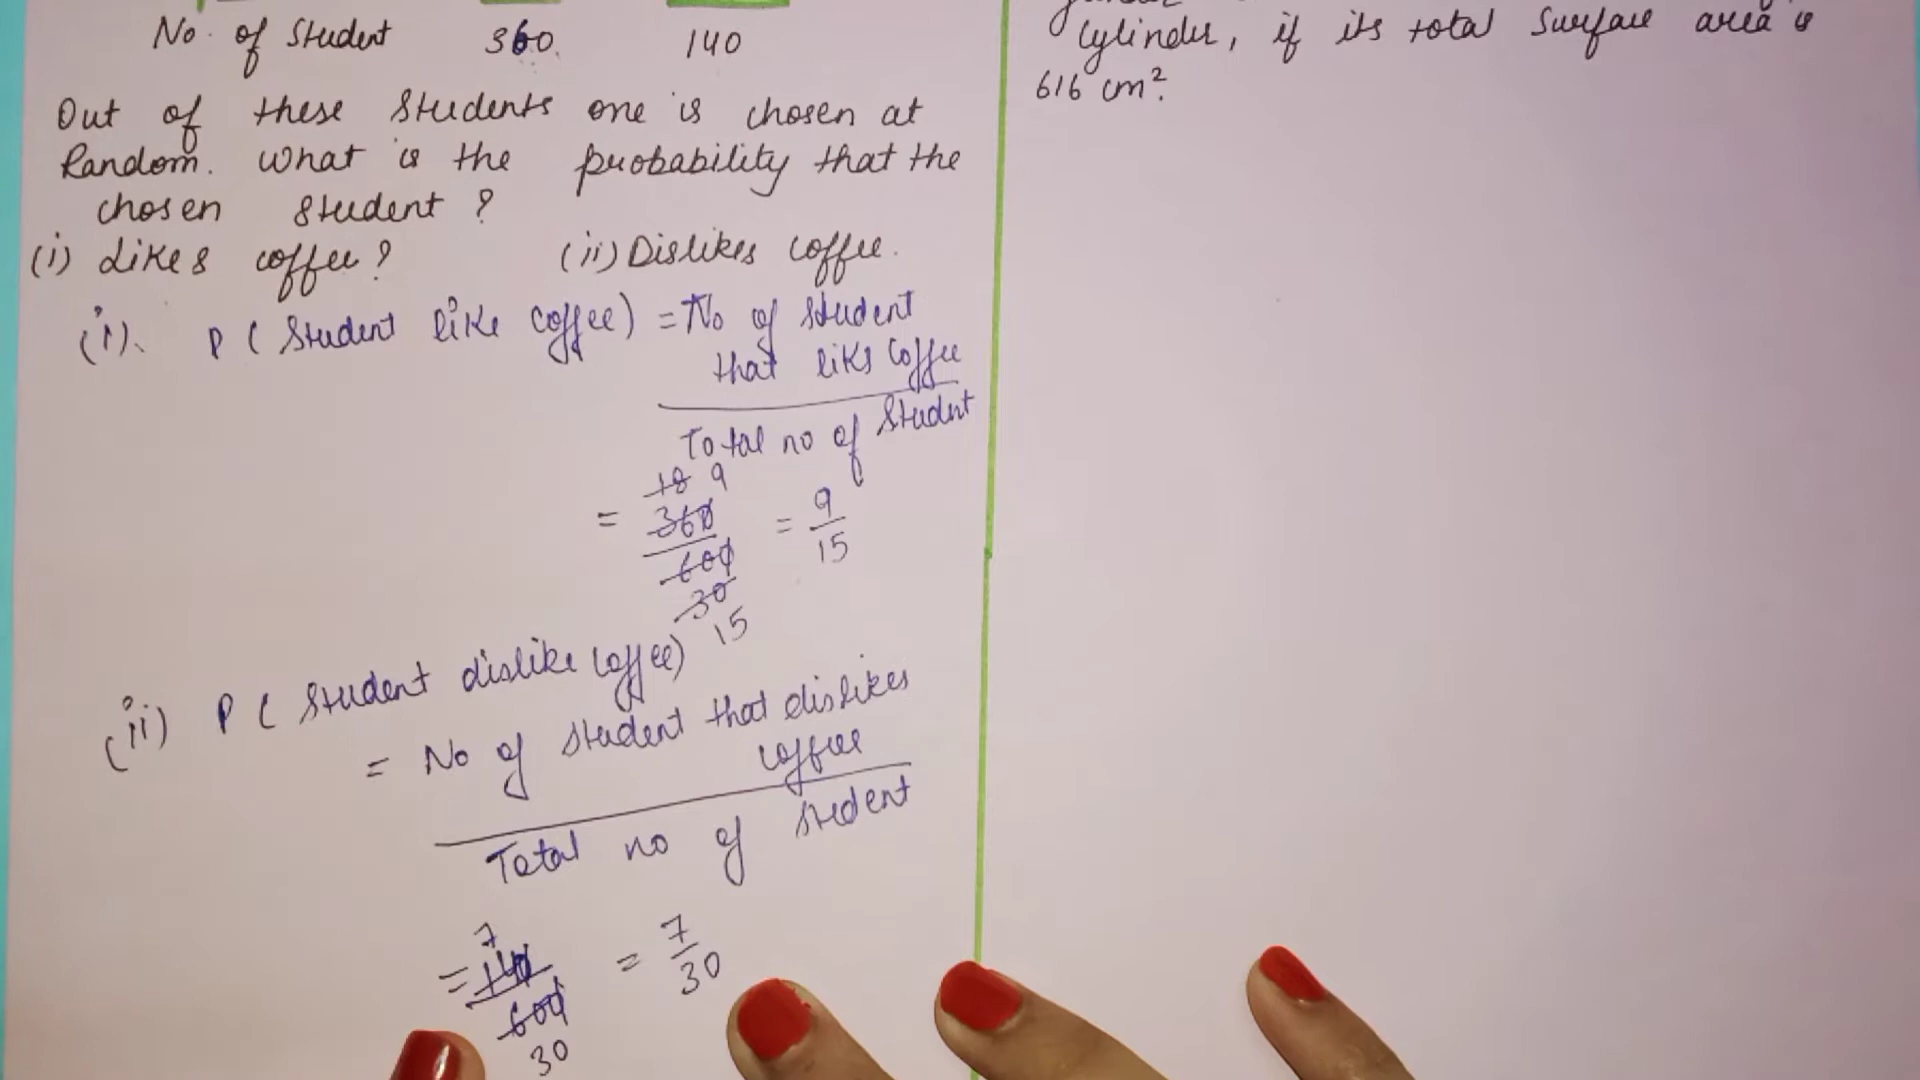 No. of Student 360 140
Out of these Students one is chosen at
Random. What is the probability that the
chosen student ?
(i) Likes coffee? (ii) Dislikes coffee.
(i). P ( Student like coffee) = No of student
that liks Coffee
Total no of Student
18 9
= 360 = 9
600 15
30
15
(ii) P ( Student dislike coffee)
= No of student that dislikes
coffee
Total no of student
7
= 140 = 7
600 30
30
cylinder, if its total surface area is
616 cm².